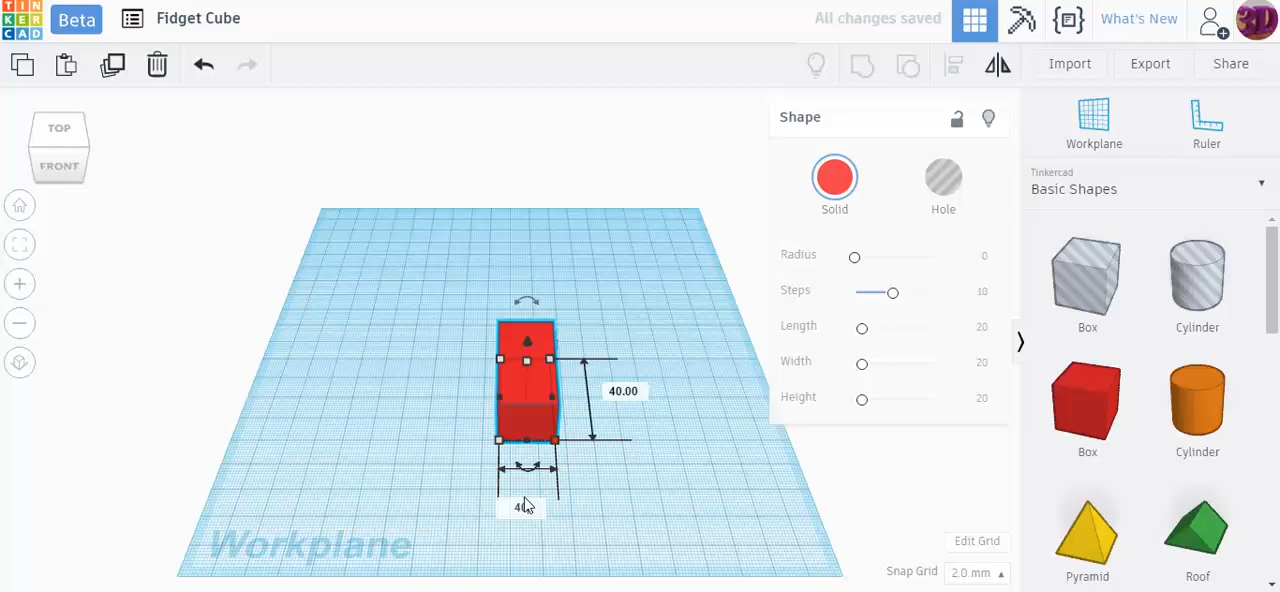 TIN
KER
CAD
Beta
Fidget Cube
All changes saved
What's New
3D
Import
Export
Share
TOP
FRONT
Shape
Solid
Hole
Radius 0
Steps 10
Length 20
Width 20
Height 20
Workplane
Ruler
Tinkercad
Basic Shapes
Box
Cylinder
Box
Cylinder
Pyramid
Roof
40.00
40
Workplane
Edit Grid
Snap Grid 2.0 mm